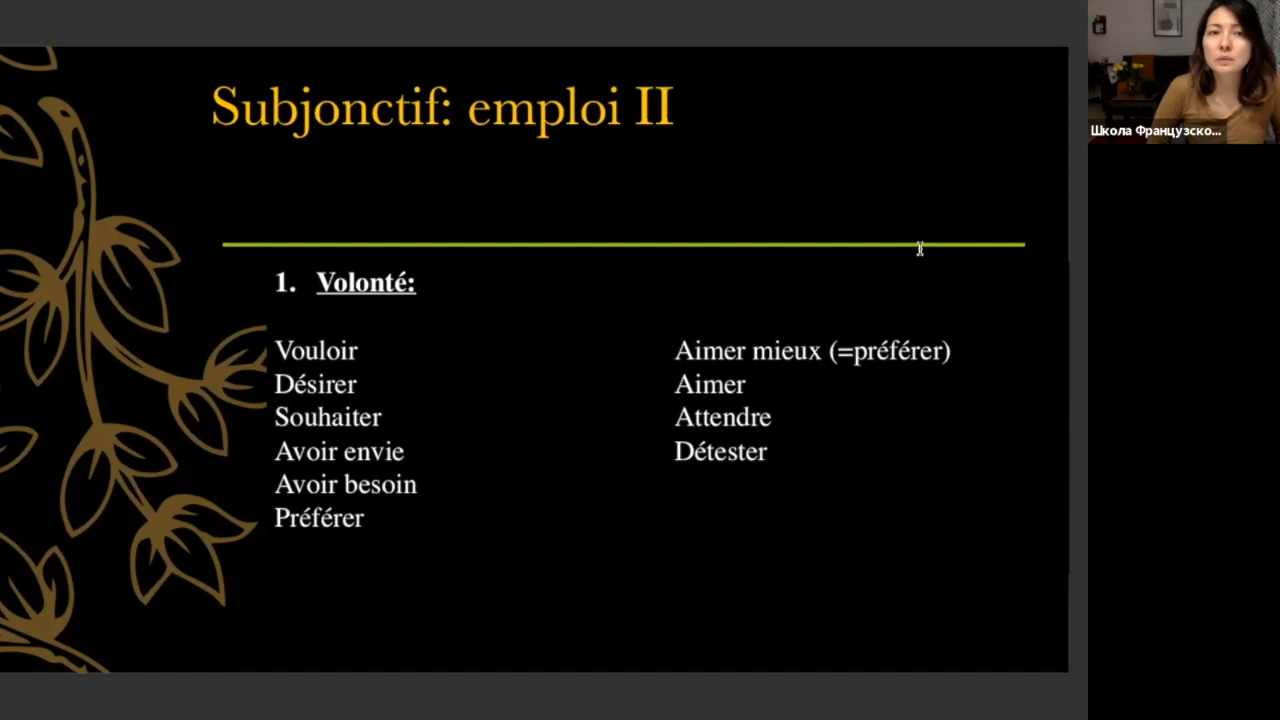 Subjonctif: emploi II
1. Volonté:
Vouloir
Désirer
Souhaiter
Avoir envie
Avoir besoin
Préférer
Aimer mieux (=préférer)
Aimer
Attendre
Détester
Школа Французско...